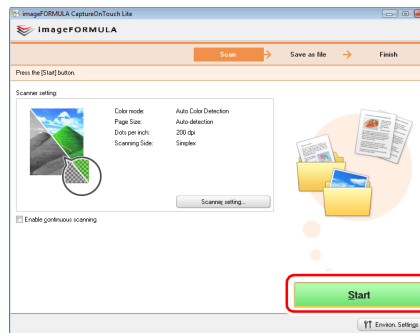 imageFORMULA CaptureOnTouch Lite
imageFORMULA
Scan
Save as file
Finish
Press the [Start] button.
Scanner setting:
Color mode: Auto Color Detection
Page Size: Auto detection
Dots per inch: 200 dpi
Scanning Side: Simplex
Scanner setting...
Enable continuous scanning
Start
Environ. Settings